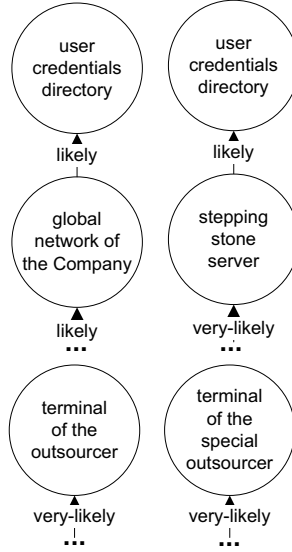 user
credentials
directory
user
credentials
directory
likely
likely
global
network of
the Company
stepping
stone
server
likely
very-likely
...
...
terminal
of the
outsourcer
terminal
of the
special
outsourcer
very-likely
very-likely
...
...